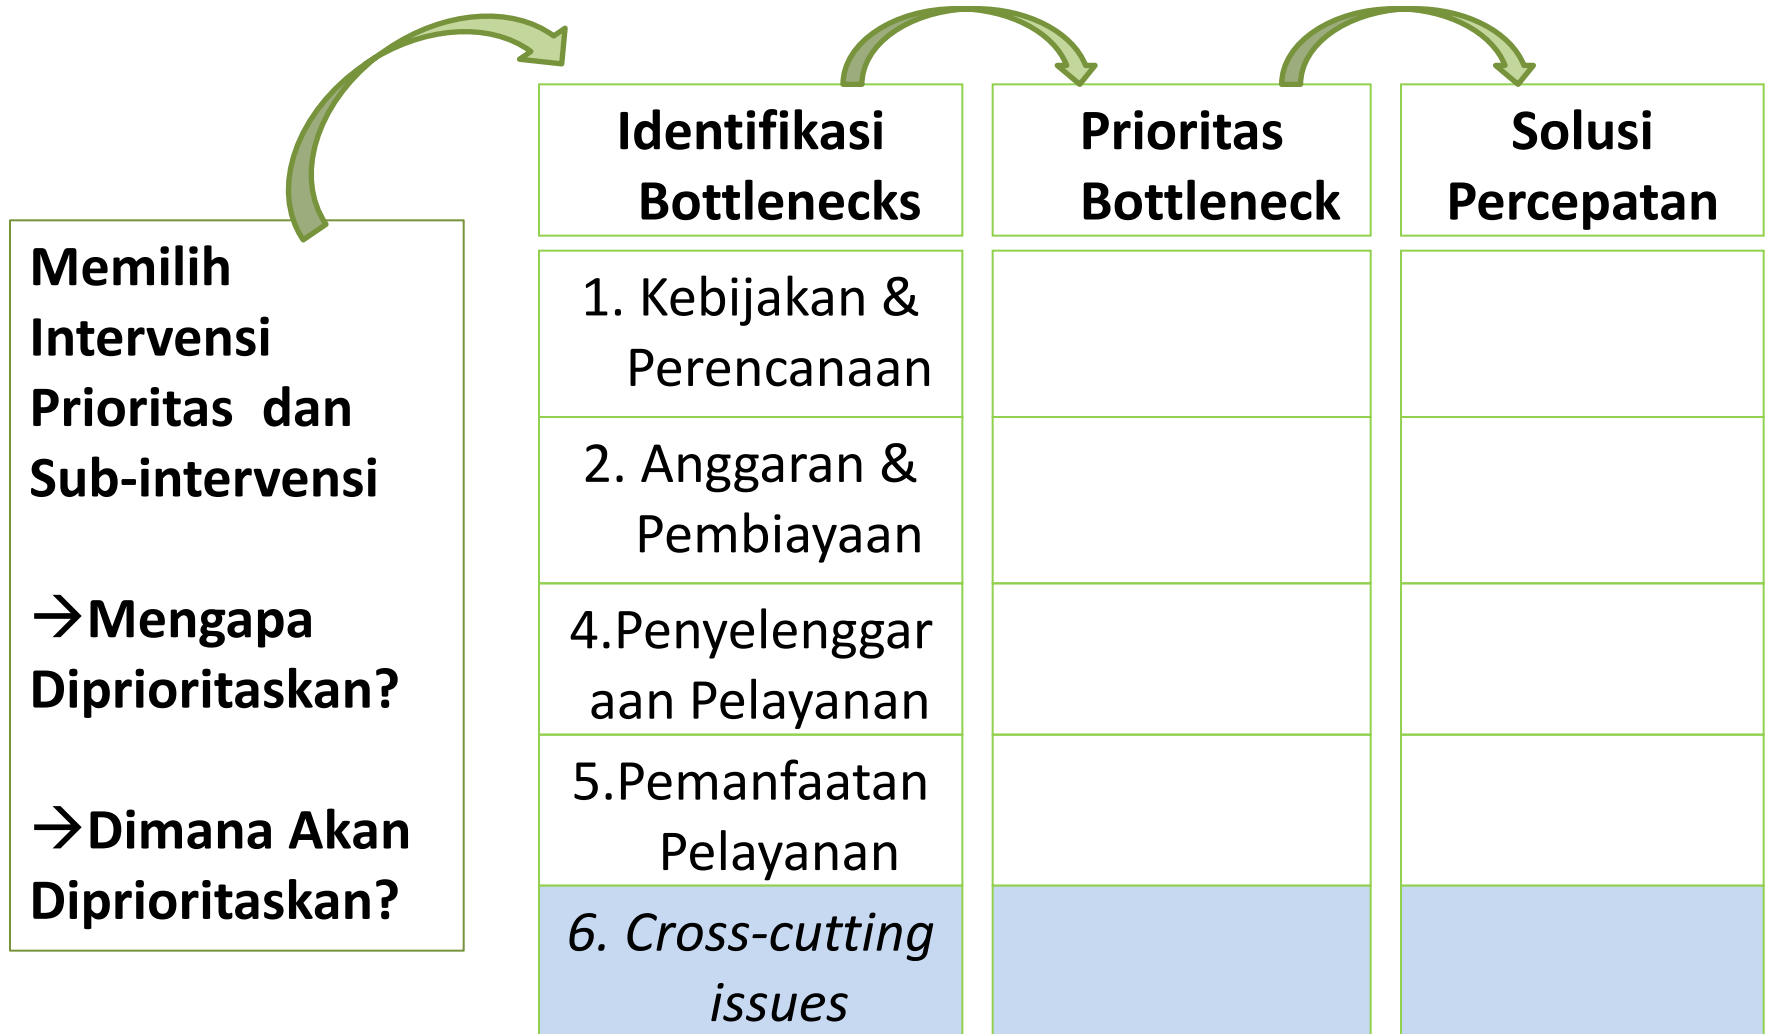 Memilih
Intervensi
Prioritas  dan
Sub-intervensi
→Mengapa
Diprioritaskan?
→Dimana Akan
Diprioritaskan?
Identifikasi
Bottlenecks
1. Kebijakan &
Perencanaan
2. Anggaran &
Pembiayaan
4.Penyelenggar
aan Pelayanan
5.Pemanfaatan
Pelayanan
6. Cross-cutting
issues
Prioritas
Bottleneck
Solusi
Percepatan